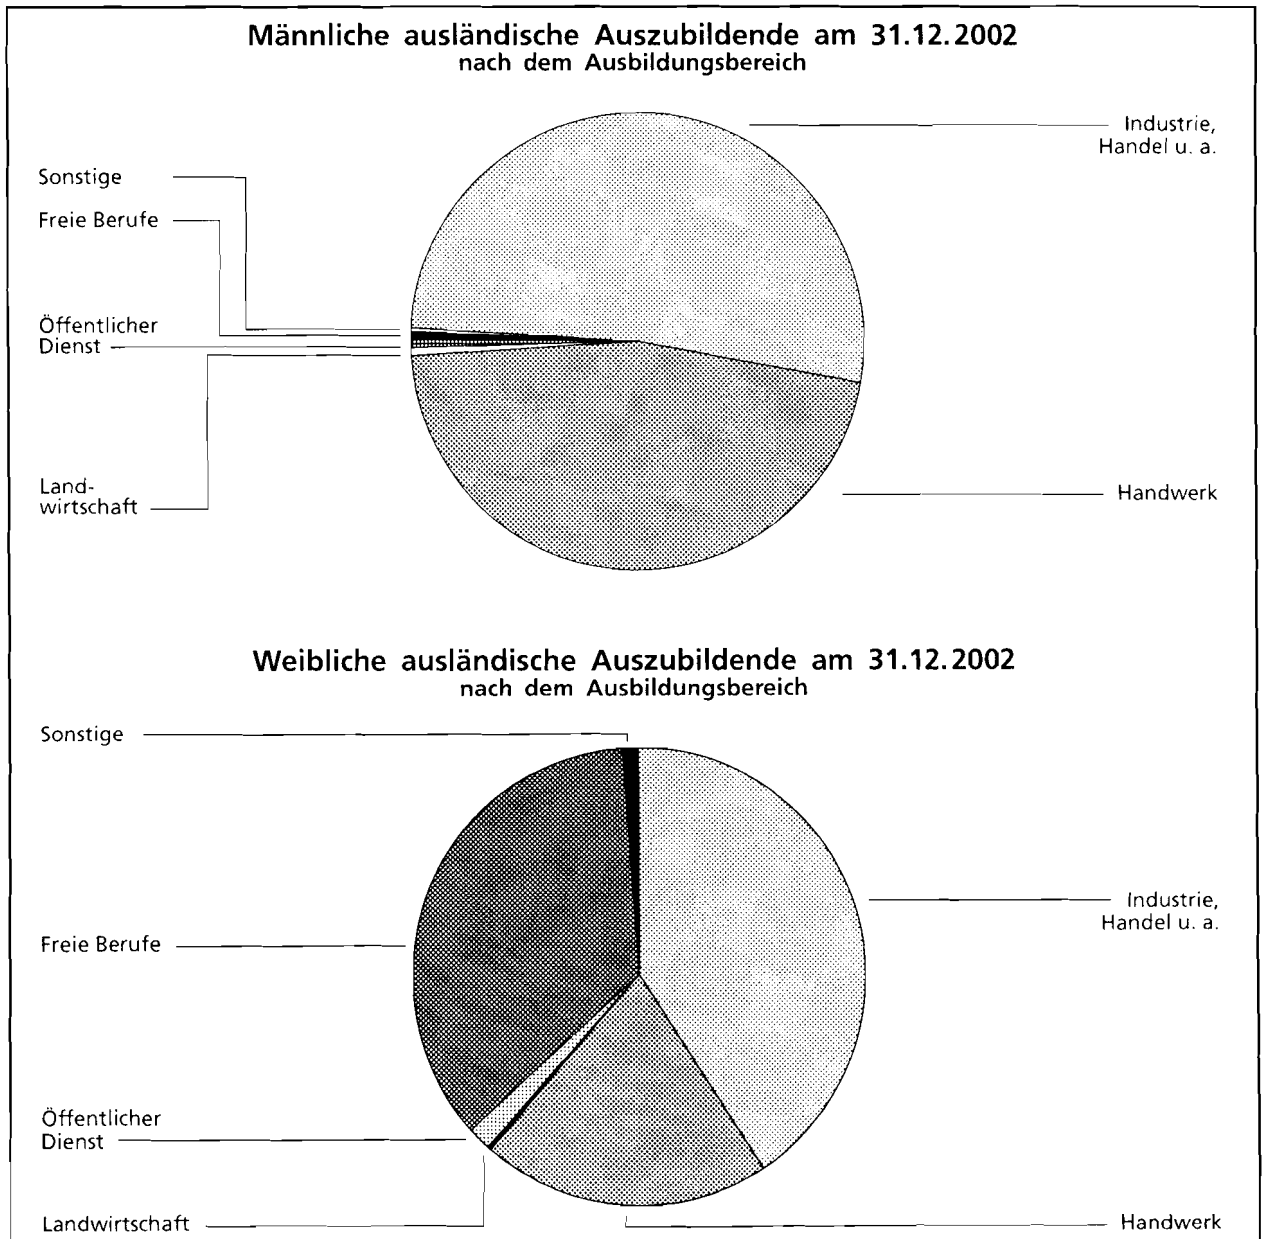 Männliche ausländische Auszubildende am 31.12.2002
nach dem Ausbildungsbereich
Industrie,
Handel u. a.
Sonstige
Freie Berufe
Öffentlicher
Dienst
Land-
wirtschaft
Handwerk
Weibliche ausländische Auszubildende am 31.12.2002
nach dem Ausbildungsbereich
Sonstige
Industrie,
Handel u. a.
Freie Berufe
Öffentlicher
Dienst
Landwirtschaft
Handwerk